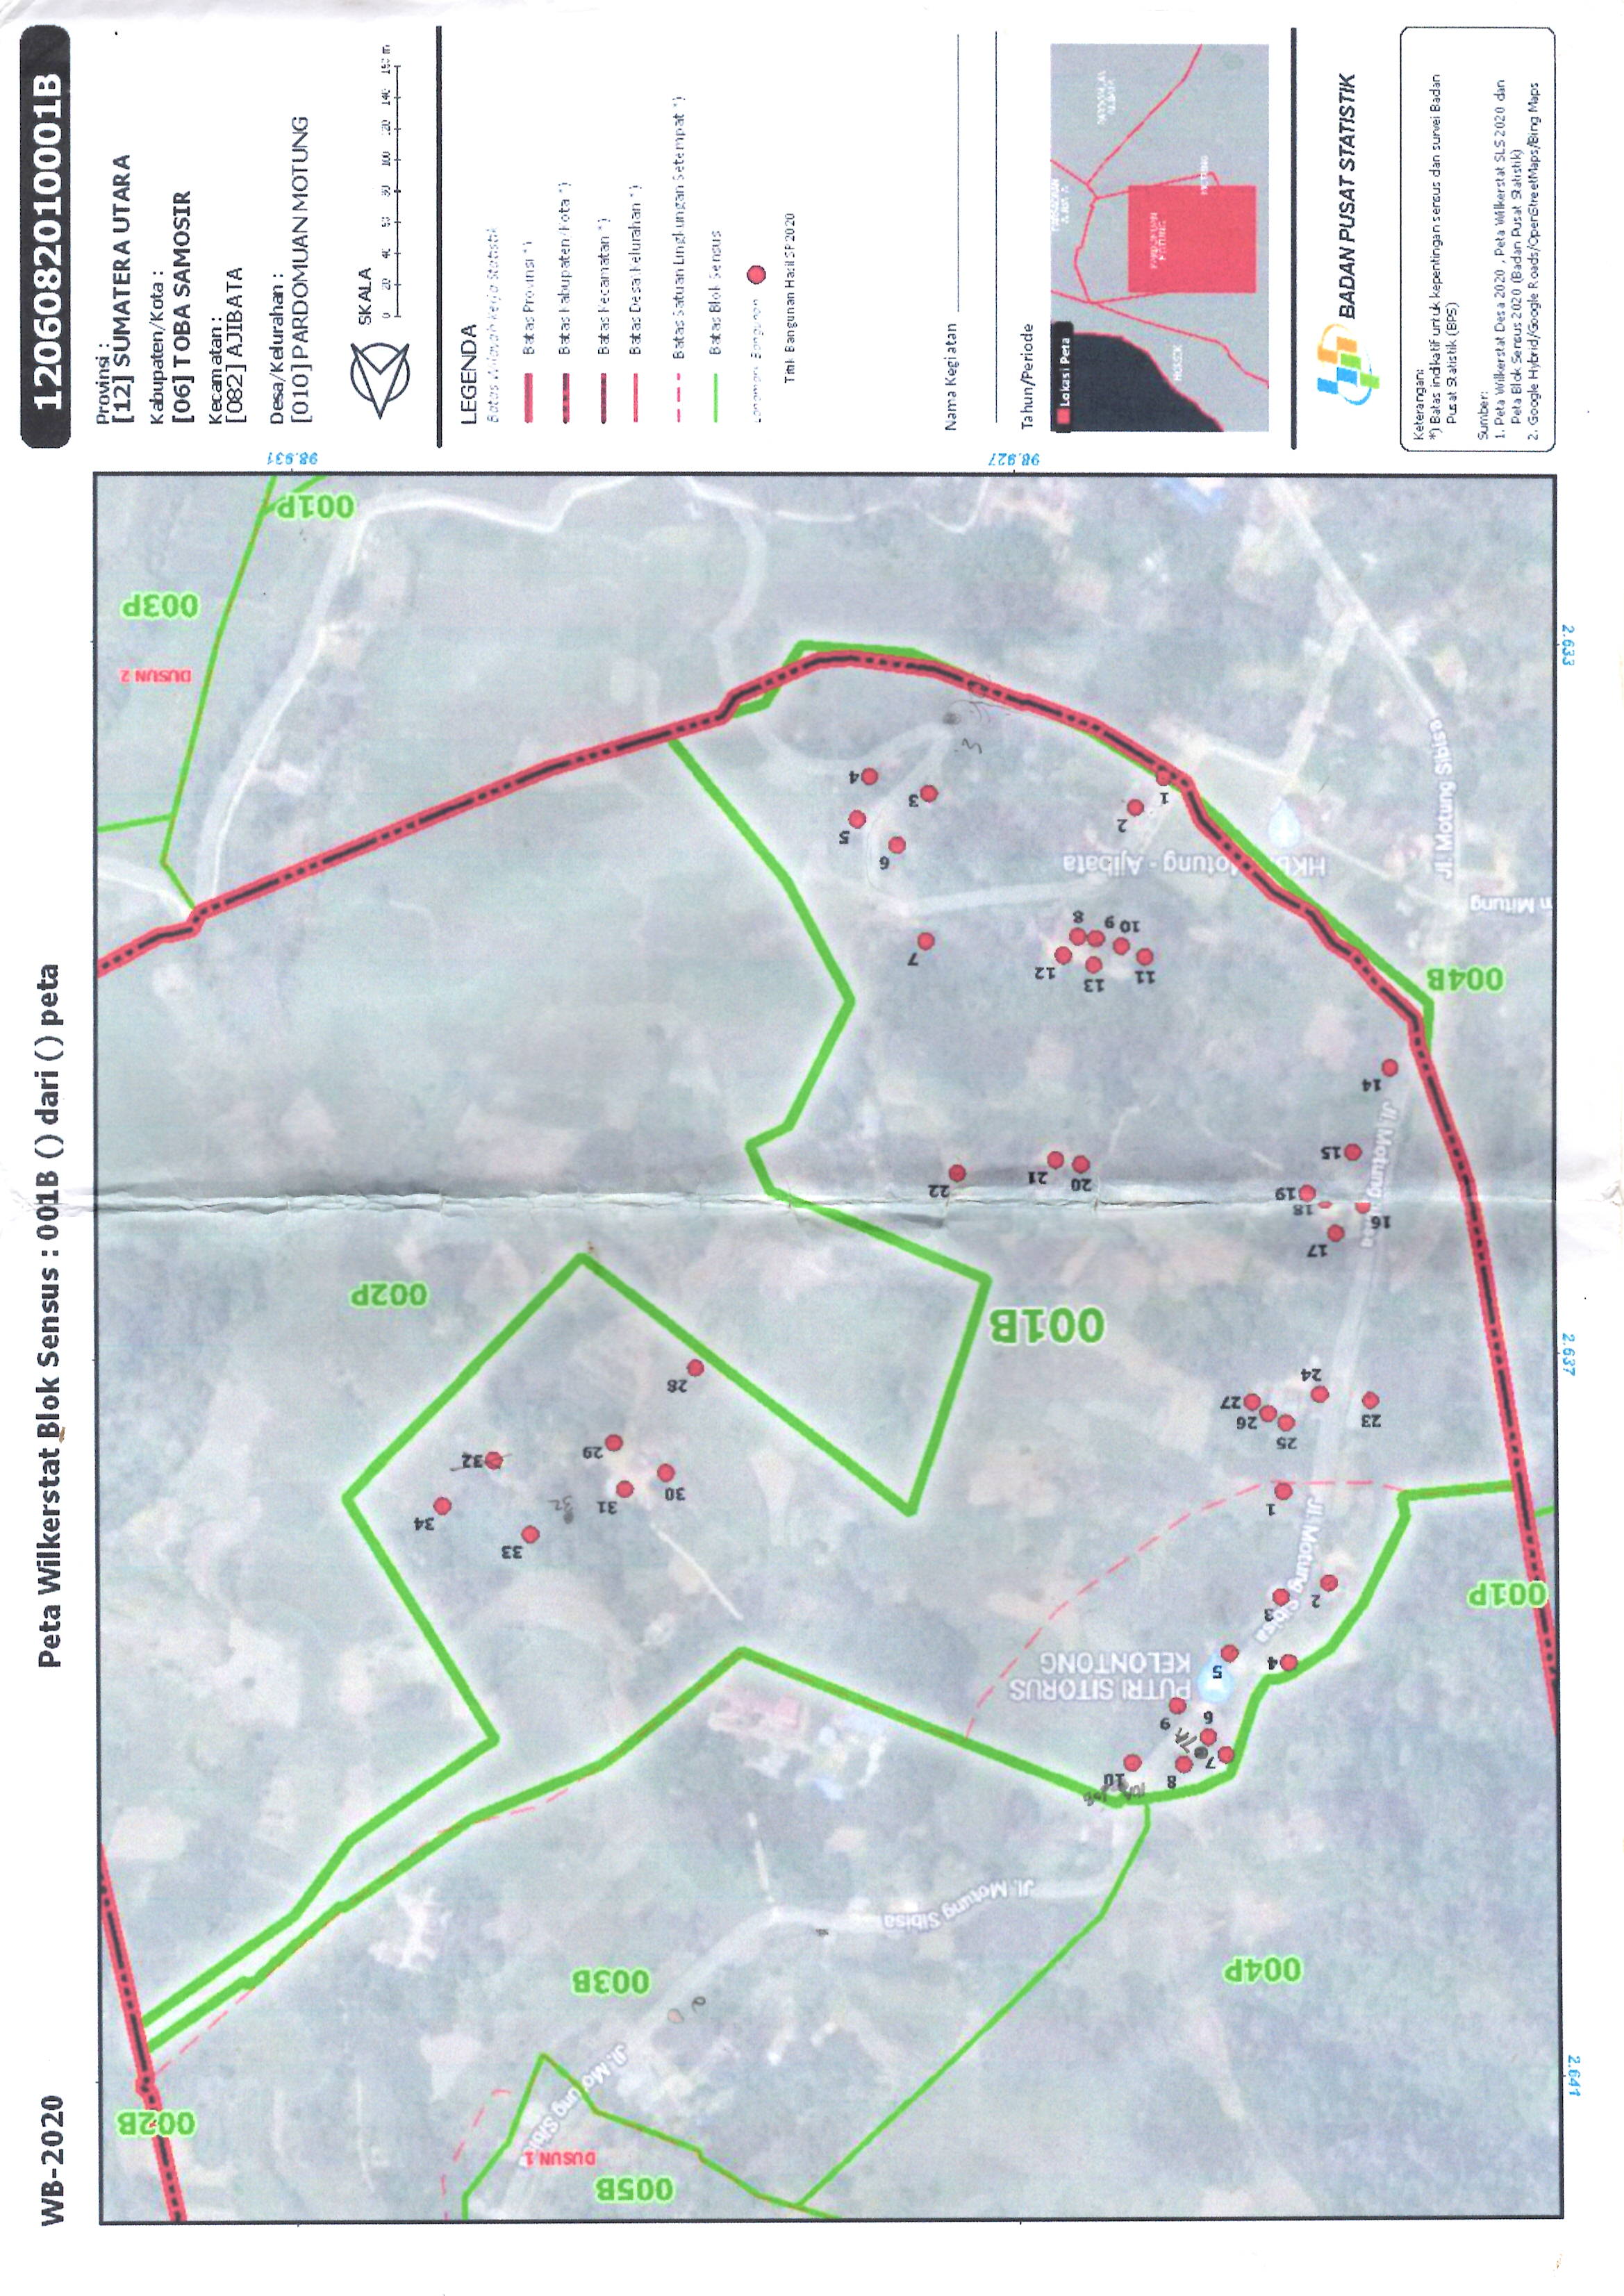 WB-2020
Peta Wilkerstat Blok Sensus : 001B () dari () peta
1206082010001B
Provinsi :
[12] SUMATERA UTARA
Kabupaten/Kota :
[06] TOBA SAMOSIR
Kecamatan :
[082] AJIBATA
Desa/Kelurahan :
[010] PARDOMUAN MOTUNG
SKALA
0 20 40 60 80 100 120 140 160 m
LEGENDA
Batas Wilayah Kerja Statistik
Batas Provinsi *)
Batas Kabupaten/Kota *)
Batas Kecamatan *)
Batas Desa/Kelurahan *)
Batas Satuan Lingkungan Setempat *)
Batas Blok Sensus
Landmark Bangunan
Titik Bangunan Hasil SP2020
Nama Kegiatan
Tahun/Periode
Lokasi Peta
PARDOMUAN
MOTUNG
MOTUNG
BADAN PUSAT STATISTIK
Keterangan:
*) Batas indikatif untuk kepentingan sensus dan survei Badan
Pusat Statistik (BPS)
Sumber:
1. Peta Wilkerstat Desa 2020 , Peta Wilkerstat SLS 2020 dan
Peta Blok Sensus 2020 (Badan Pusat Statistik)
2. Google Hybrid/Google Roads/OpenStreetMaps/Bing Maps
002B
DUSUN 2
003P
001P
98.931
002P
34
32
33
32
31
29
30
28
DUSUN 1
Jl. Motung Sibi
005B
003B
Jl. Motung Sibisa
5
4
6
3
7
3
22
98.927
001B
PUTRI SITORUS
KELONTONG
21
20
12
8
13
9
10
11
HKB
Motung - Ajibata
2
1
10
8
7A
9
7
6
5
004P
4
3
2
1
Jl. Motung Sibisa
26
27
25
24
23
17
18
19
16
15
14
Jl. Motung
004B
Jl. Motung Sibisa
n Mitung
001P
2.641
2.637
2.633